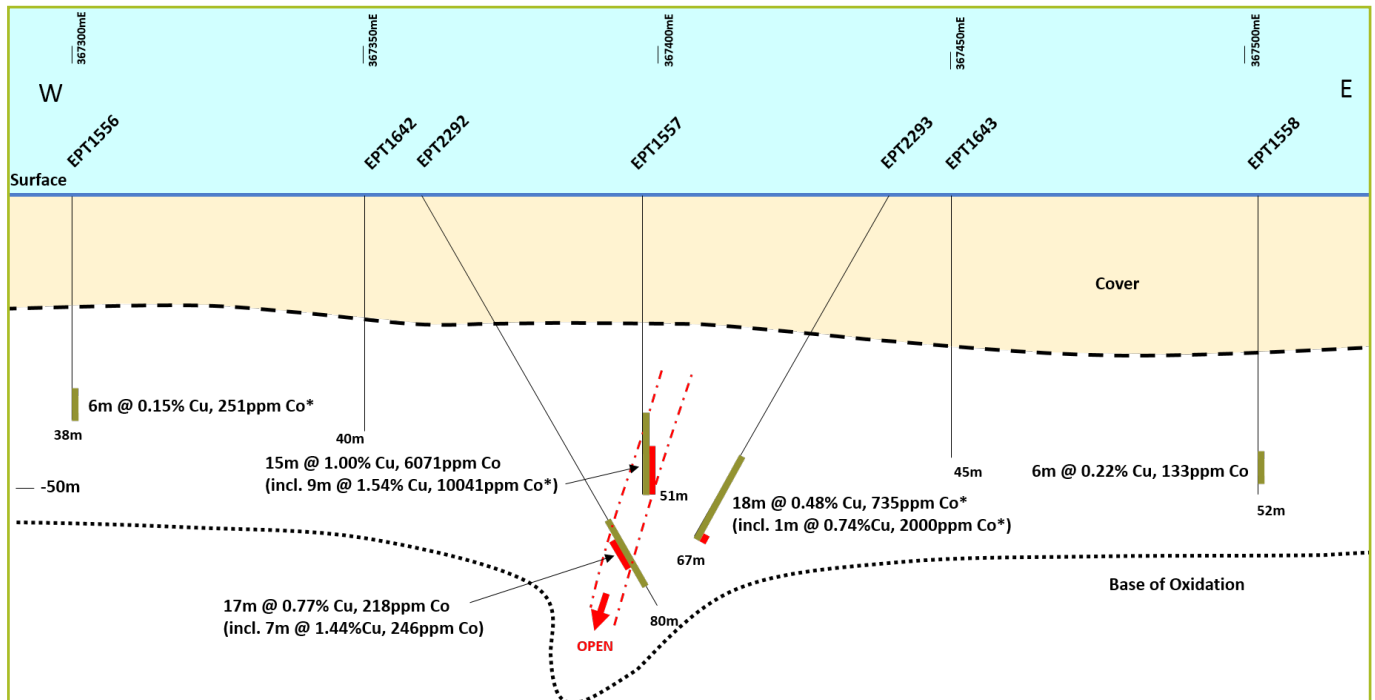 367300mE
367350mE
367400mE
367450mE
367500mE
W
E
EPT1556
EPT1642
EPT2292
EPT1557
EPT2293
EPT1643
EPT1558
Surface
Cover
6m @ 0.15% Cu, 251ppm Co*
38m
40m
15m @ 1.00% Cu, 6071ppm Co
(incl. 9m @ 1.54% Cu, 10041ppm Co*)
45m
6m @ 0.22% Cu, 133ppm Co
-50m
51m
18m @ 0.48% Cu, 735ppm Co*
(incl. 1m @ 0.74%Cu, 2000ppm Co*)
52m
67m
Base of Oxidation
17m @ 0.77% Cu, 218ppm Co
(incl. 7m @ 1.44%Cu, 246ppm Co)
80m
OPEN